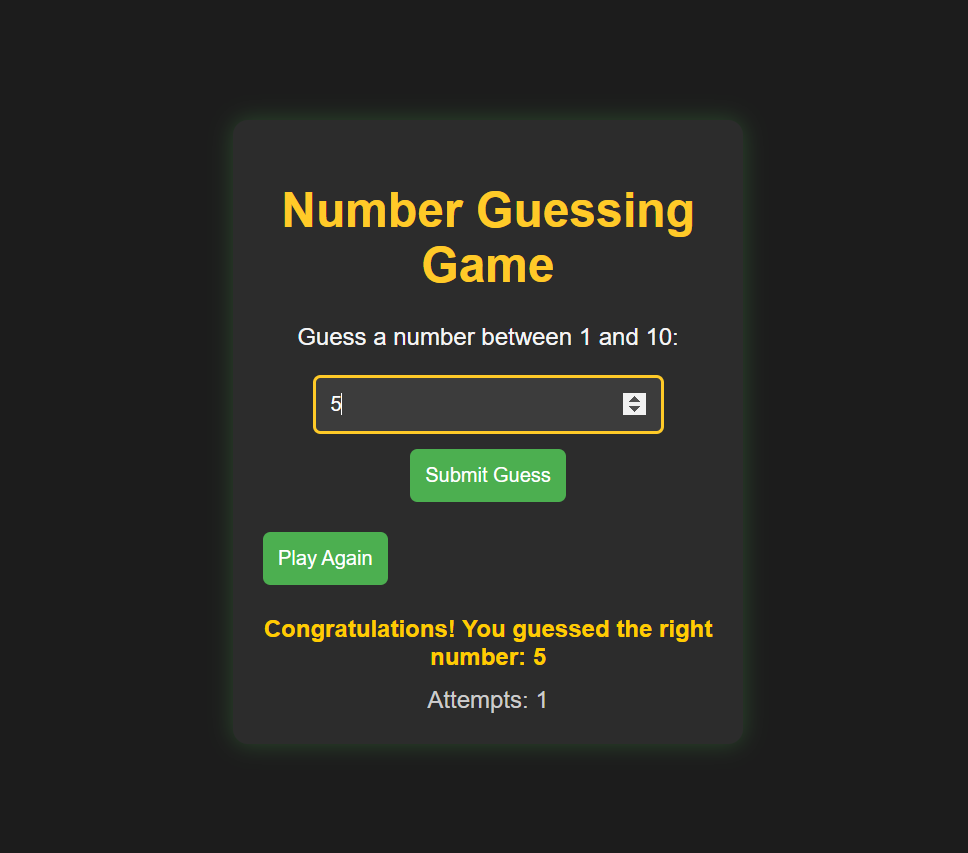 Number Guessing
Game
Guess a number between 1 and 10:
5
Submit Guess
Play Again
Congratulations! You guessed the right
number: 5
Attempts: 1